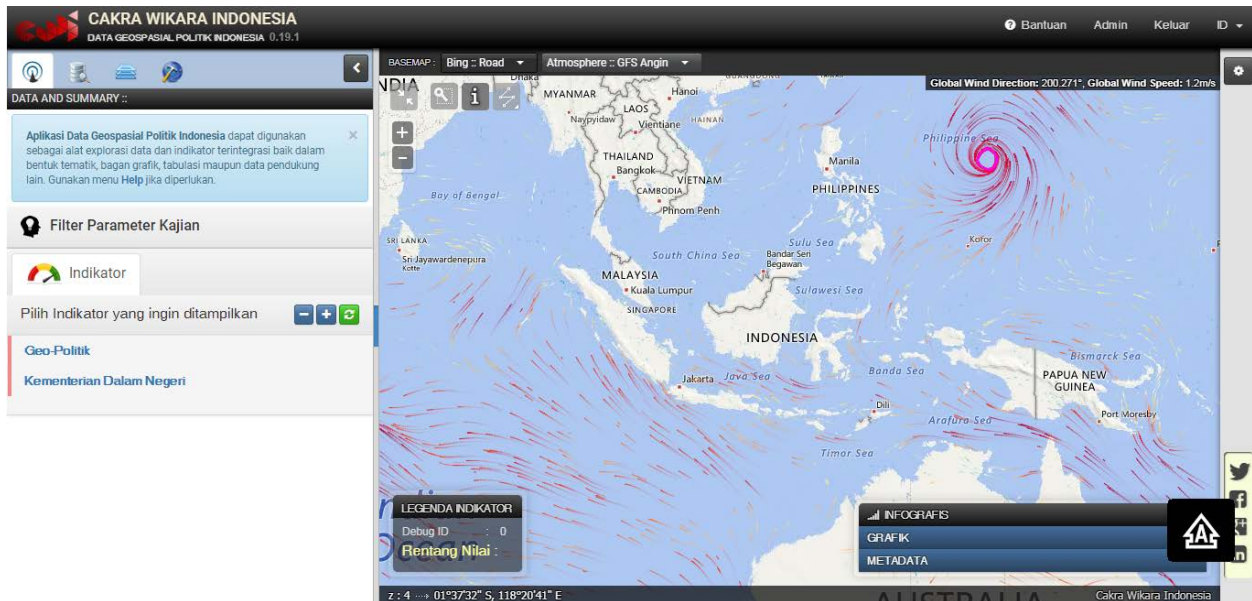 CAKRA WIKARA INDONESIA
DATA GEOSPASIAL POLITIK INDONESIA 0.19.1
Bantuan Admin Keluar ID
DATA AND SUMMARY ::
Aplikasi Data Geospasial Politik Indonesia dapat digunakan
sebagai alat explorasi data dan indikator terintegrasi baik dalam
bentuk tematik, bagan grafik, tabulasi maupun data pendukung
lain. Gunakan menu Help jika diperlukan.
Filter Parameter Kajian
Indikator
Pilih Indikator yang ingin ditampilkan
Geo-Politik
Kementerian Dalam Negeri
BASEMAP : Bing :: Road Atmosphere :: GFS Angin
Global Wind Direction: 200.271°, Global Wind Speed: 1.2m/s
NDIA
Dhaka
MYANMAR
Hanoi
LAOS
Naypyidaw
Vientiane
HAINAN
THAILAND
Bangkok
VIETNAM
CAMBODIA
Phnom Penh
Manila
PHILIPPINES
Philippine Sea
Bay of Bengal
SRI LANKA
Sri Jayawardenepura
Kotte
South China Sea
Sulu Sea
Bandar Seri
Begawan
Koror
MALAYSIA
Kuala Lumpur
SINGAPORE
Sulawesi Sea
INDONESIA
Jakarta
Java Sea
Banda Sea
Bismarck Sea
PAPUA NEW
GUINEA
Dili
Arafura Sea
Port Moresby
Timor Sea
Ocean
LEGENDA INDIKATOR
Debug ID : 0
Rentang Nilai :
INFOGRAFIS
GRAFIK
METADATA
AUSTRALIA
z : 4 ···→ 01°37'32" S, 118°20'41" E
Cakra Wikara Indonesia